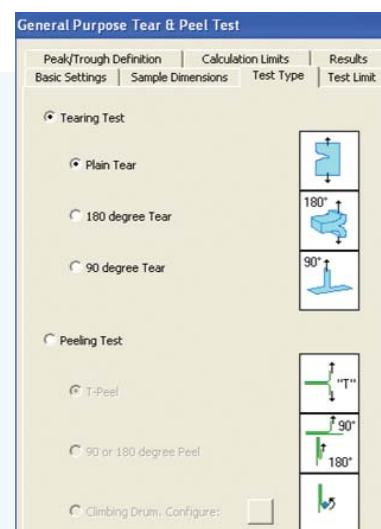 General Purpose Tear & Peel Test
Peak/Trough Definition Calculation Limits Results
Basic Settings Sample Dimensions Test Type Test Limit
Tearing Test
Plain Tear
180 degree Tear
180°
90 degree Tear
90°
Peeling Test
T-Peel
"T"
90 or 180 degree Peel
90°
180°
Climbing Drum. Configure: